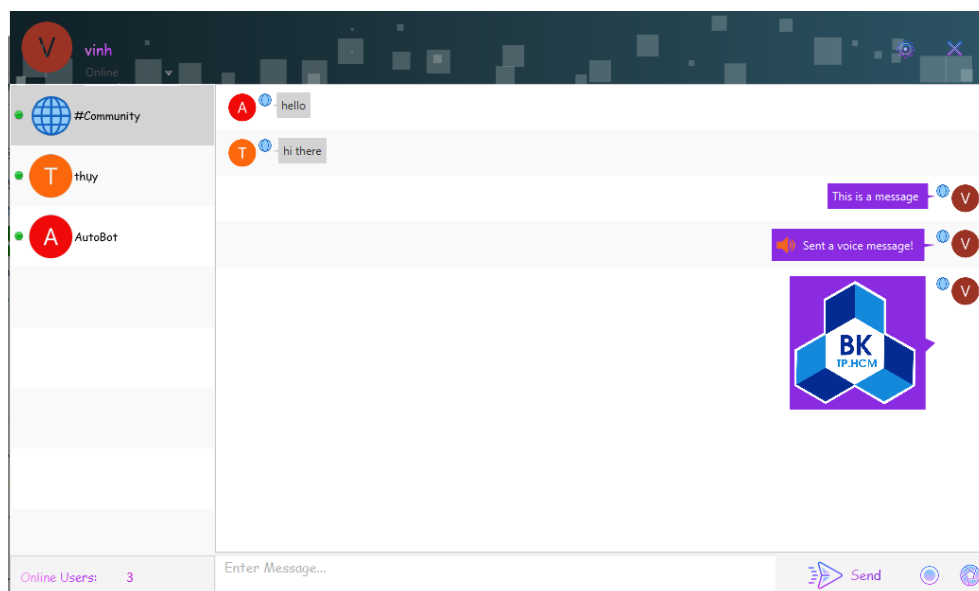 V
vinh
Online
#Community
T
thụy
A
AutoBot
A
hello
T
hi there
This is a message
V
Sent a voice message!
V
V
BK
TP.HCM
Online Users: 3
Enter Message...
Send